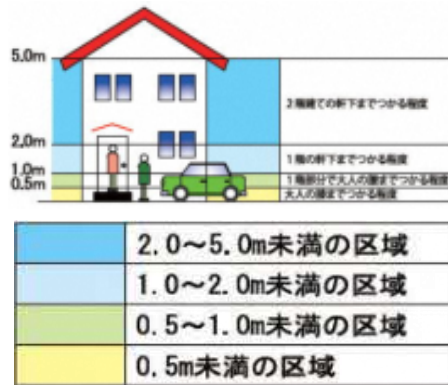 5.0m
2階建ての軒下までつかる程度
2.0m
1階の軒下までつかる程度
1.0m
1階部分で大人の腰までつかる程度
0.5m
大人の膝までつかる程度
2.0～5.0m未満の区域
1.0～2.0m未満の区域
0.5～1.0m未満の区域
0.5m未満の区域